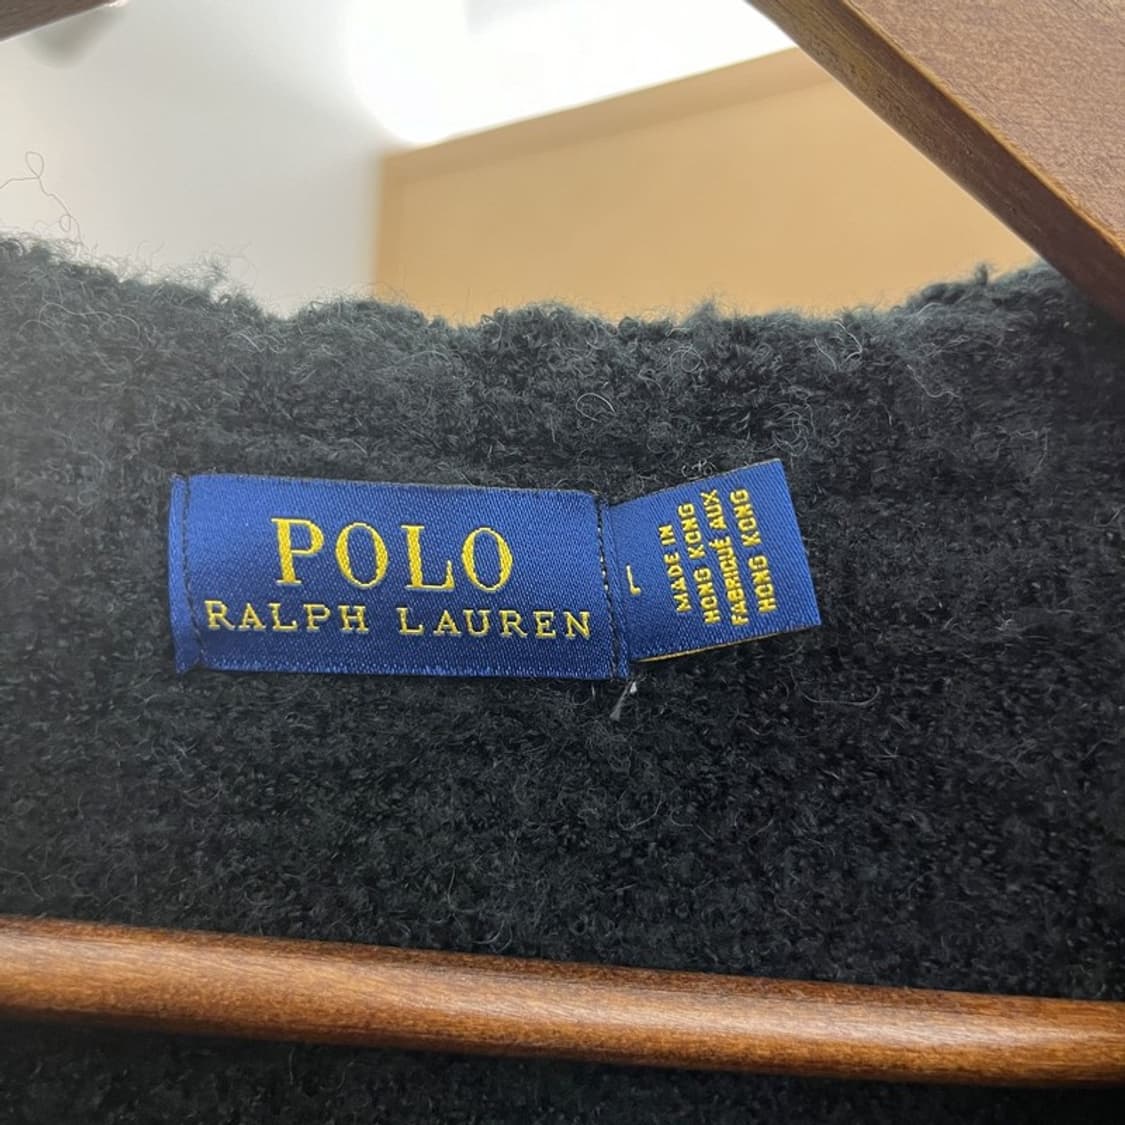 POLO
RALPH LAUREN
L
MADE IN
HONG KONG
FABRIQUÉ AUX
HONG KONG